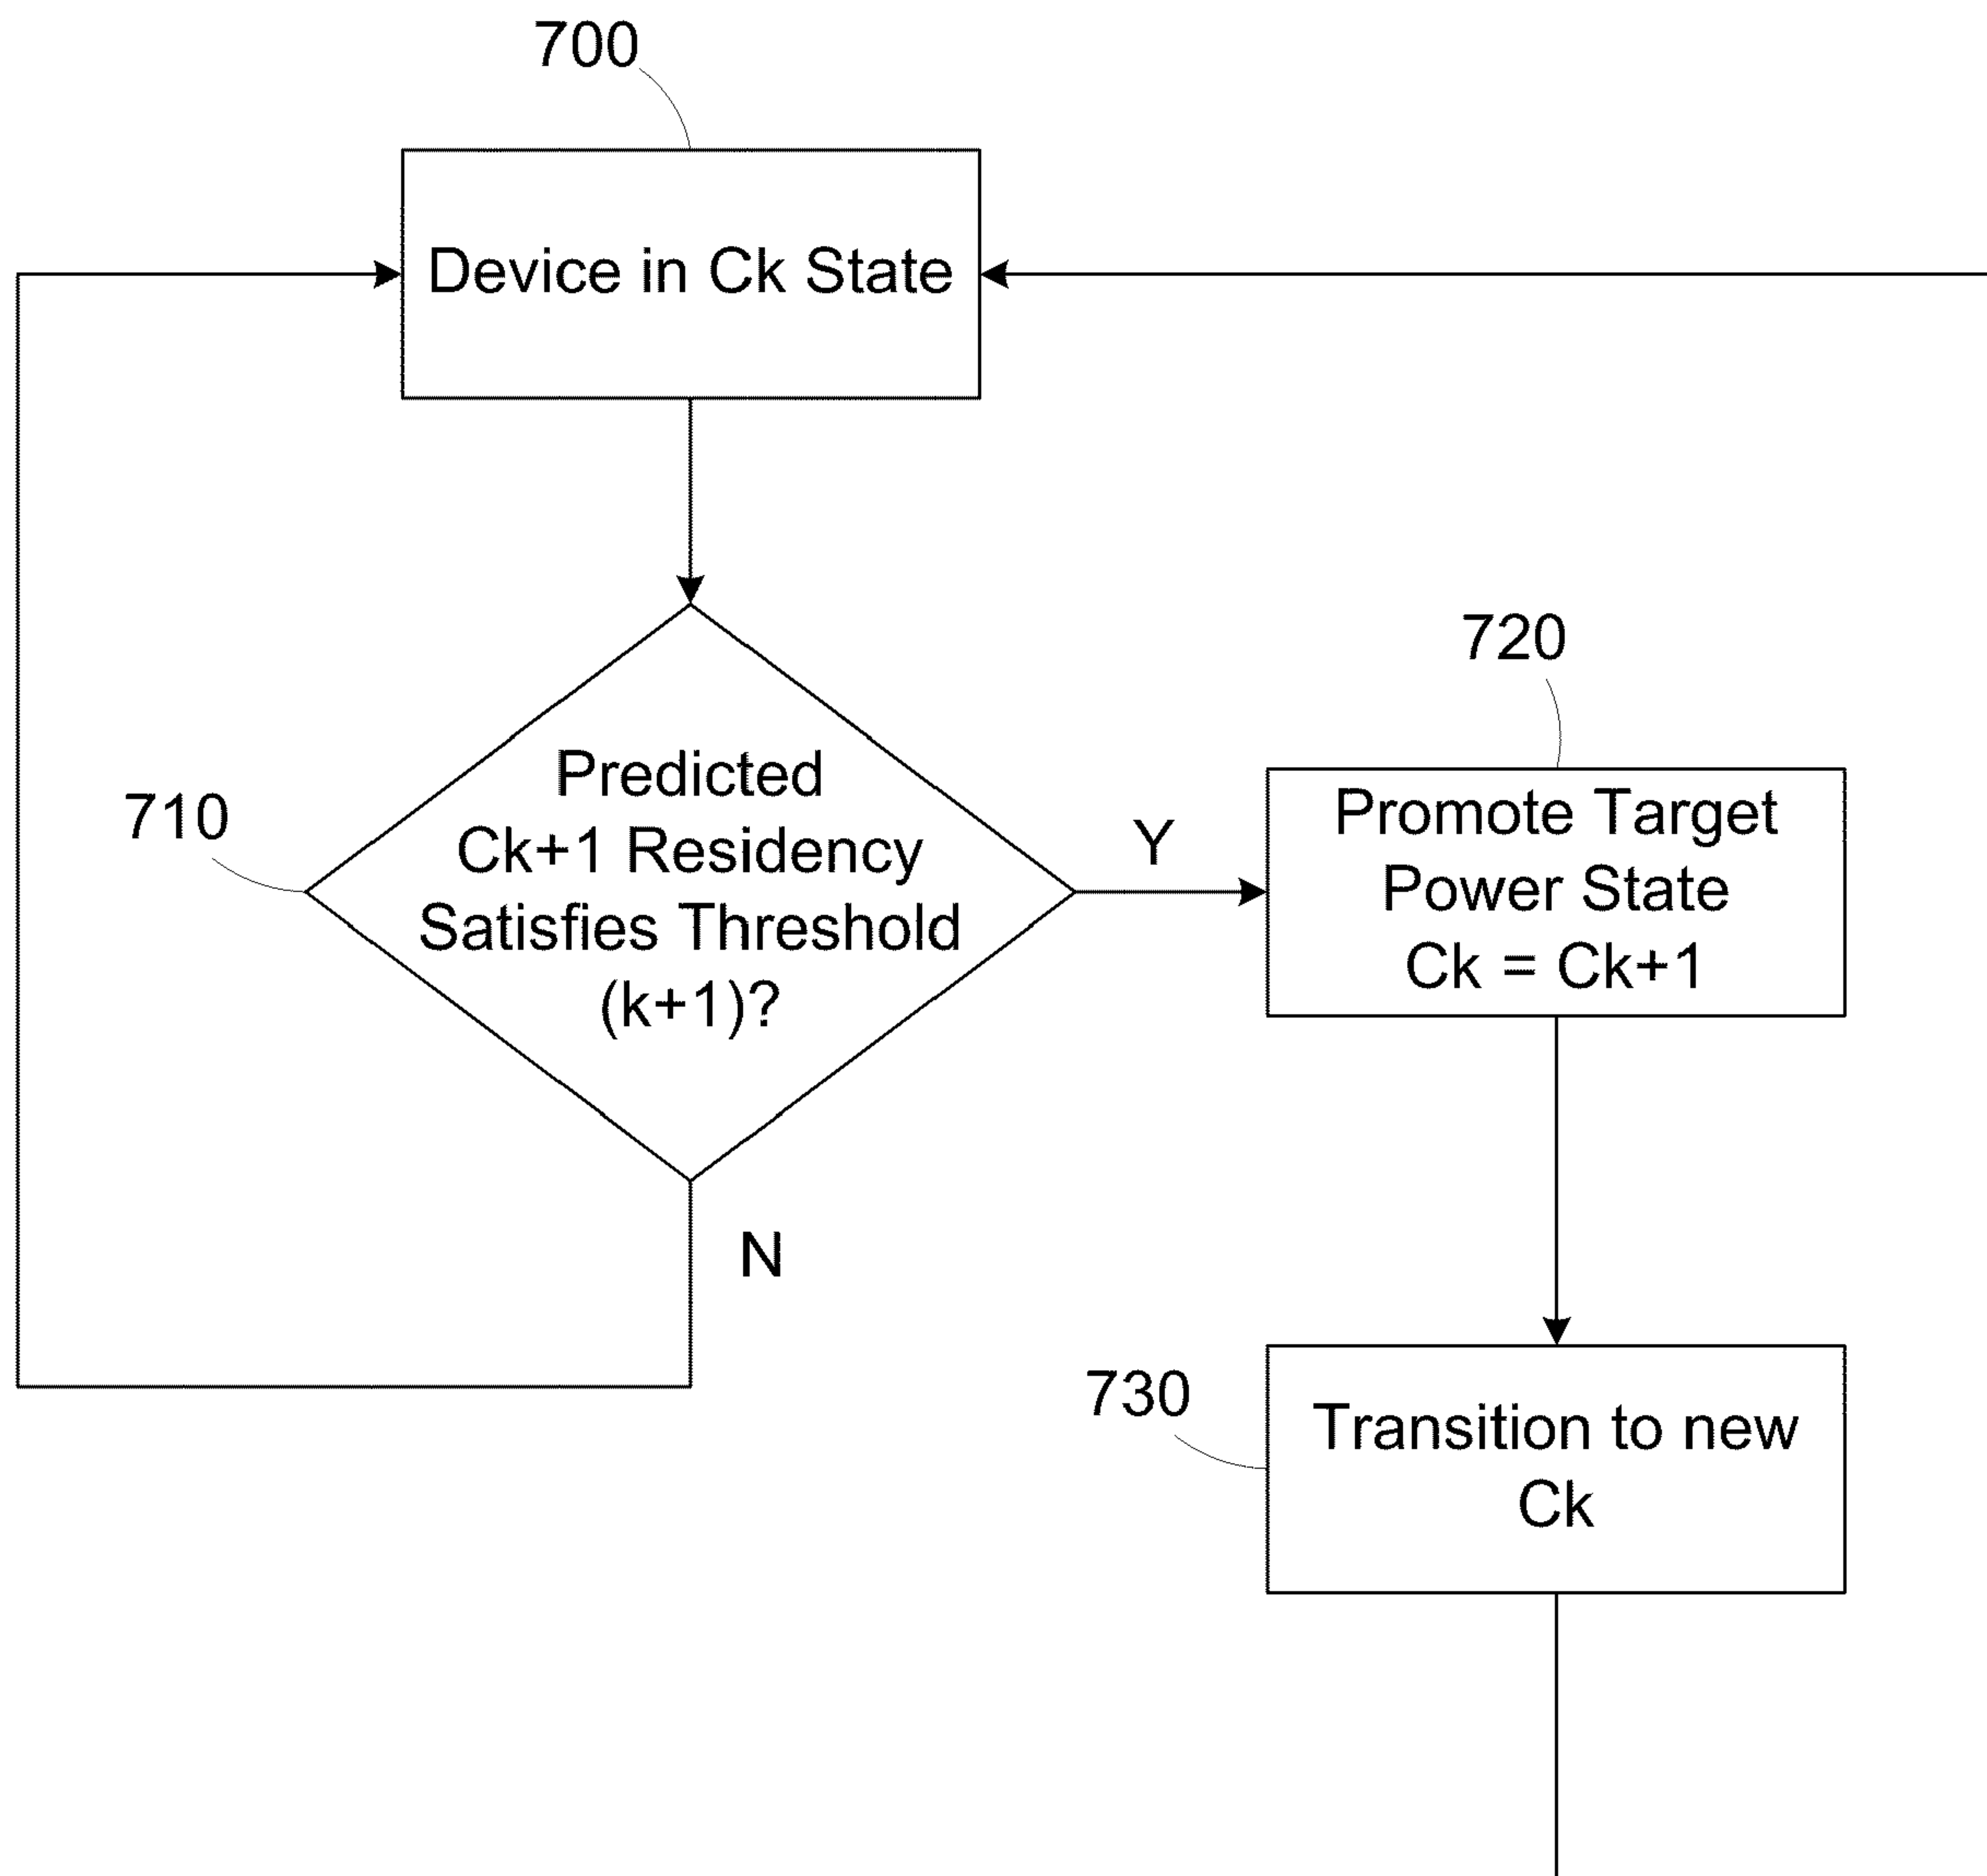 700
Device in Ck State
710
Predicted
Ck+1 Residency
Satisfies Threshold
(k+1)?
Y
N
720
Promote Target
Power State
Ck = Ck+1
730
Transition to new
Ck